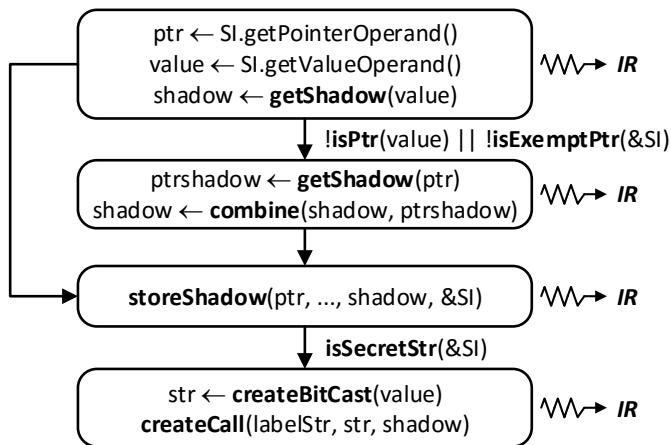 ptr ← SI.getPointerOperand()
value ← SI.getValueOperand()
shadow ← getShadow(value)
IR
!isPtr(value) || !isExemptPtr(&SI)
ptrshadow ← getShadow(ptr)
shadow ← combine(shadow, ptrshadow)
IR
storeShadow(ptr, ..., shadow, &SI)
IR
isSecretStr(&SI)
str ← createBitCast(value)
createCall(labelStr, str, shadow)
IR